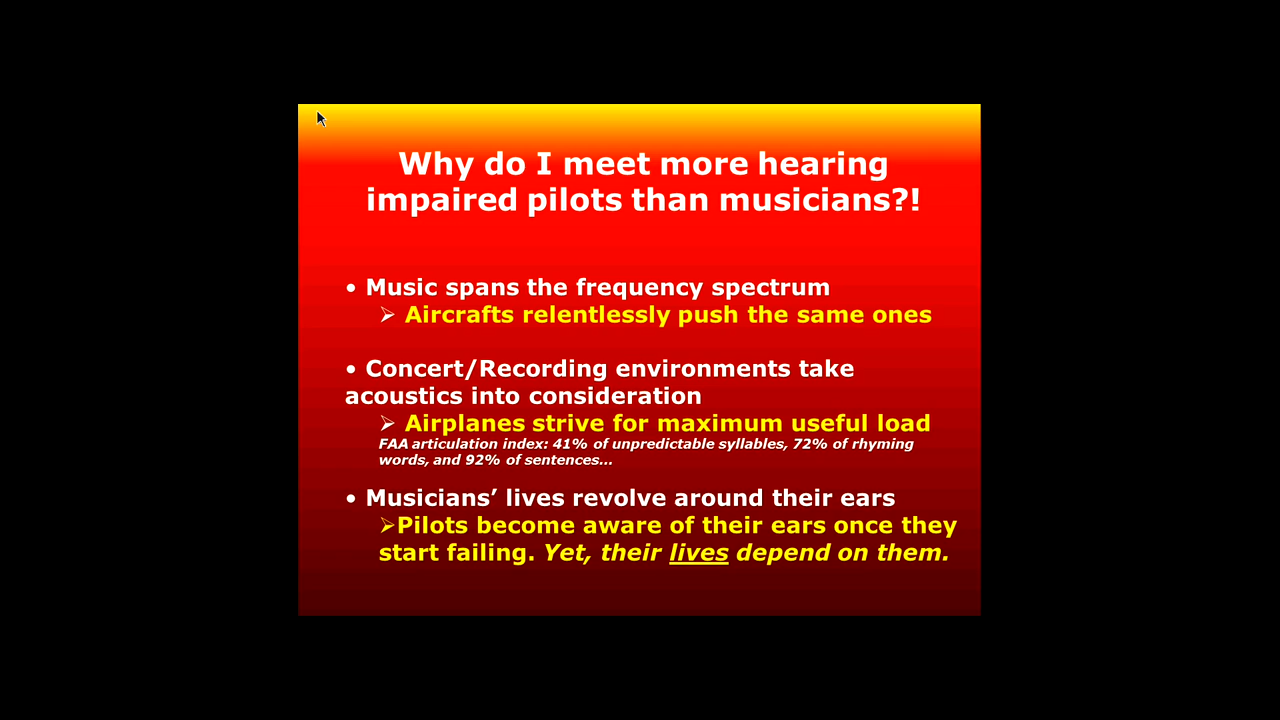 Why do I meet more hearing
impaired pilots than musicians?!
• Music spans the frequency spectrum
➢ Aircrafts relentlessly push the same ones
• Concert/Recording environments take
acoustics into consideration
➢ Airplanes strive for maximum useful load
FAA articulation index: 41% of unpredictable syllables, 72% of rhyming
words, and 92% of sentences…
• Musicians’ lives revolve around their ears
➢Pilots become aware of their ears once they
start failing. Yet, their lives depend on them.